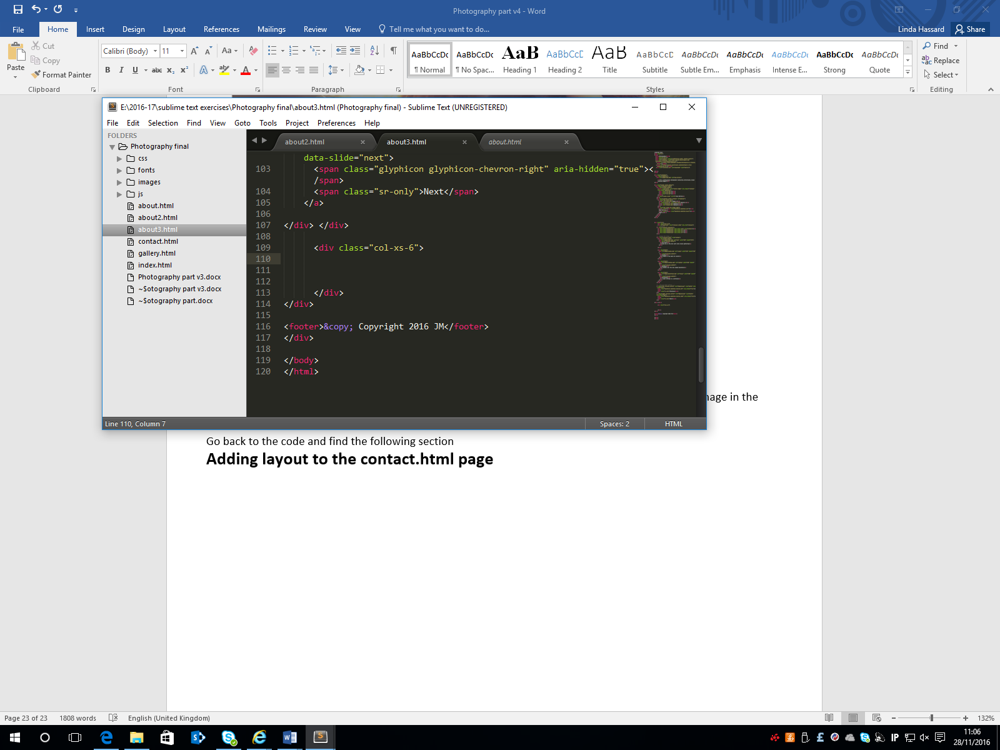 Photography part v4 - Word
File Home Insert Design Layout References Mailings Review View Tell me what you want to do... Linda Hassard Share
Paste
Cut
Copy
Format Painter
Calibri (Body) 11
AaBbCcDc AaBbCcDc AaBbCc AaBbCcD AaB AaBbCcD AaBbCcDc AaBbCcDc AaBbCcDc AaBbCcDc AaBbCcDc
¶ Normal ¶ No Spac... Heading 1 Heading 2 Title Subtitle Subtle Em... Emphasis Intense E... Strong Quote
Find
Replace
Select
Clipboard Font Paragraph Styles Editing
E:\2016-17\sublime text exercises\Photography final\about3.html (Photography final) - Sublime Text (UNREGISTERED)
File Edit Selection Find View Goto Tools Project Preferences Help
FOLDERS
Photography final
css
fonts
images
js
about.html
about2.html
about3.html
contact.html
gallery.html
index.html
Photography part v3.docx
~$otography part v3.docx
~$otography part.docx
about2.html about3.html about.html
data-slide="next">
103 <span class="glyphicon glyphicon-chevron-right" aria-hidden="true"><
/span>
104 <span class="sr-only">Next</span>
105 </a>
106
107 </div> </div>
108
109 <div class="col-xs-6">
110
111
112
113 </div>
114 </div>
115
116 <footer>&copy; Copyright 2016 JM</footer>
117 </div>
118
119 </body>
120 </html>
Line 110, Column 7 Spaces: 2 HTML
in the
Go back to the code and find the following section
Adding layout to the contact.html page
Page 23 of 23 1808 words English (United Kingdom) 132%
11:06
28/11/2016